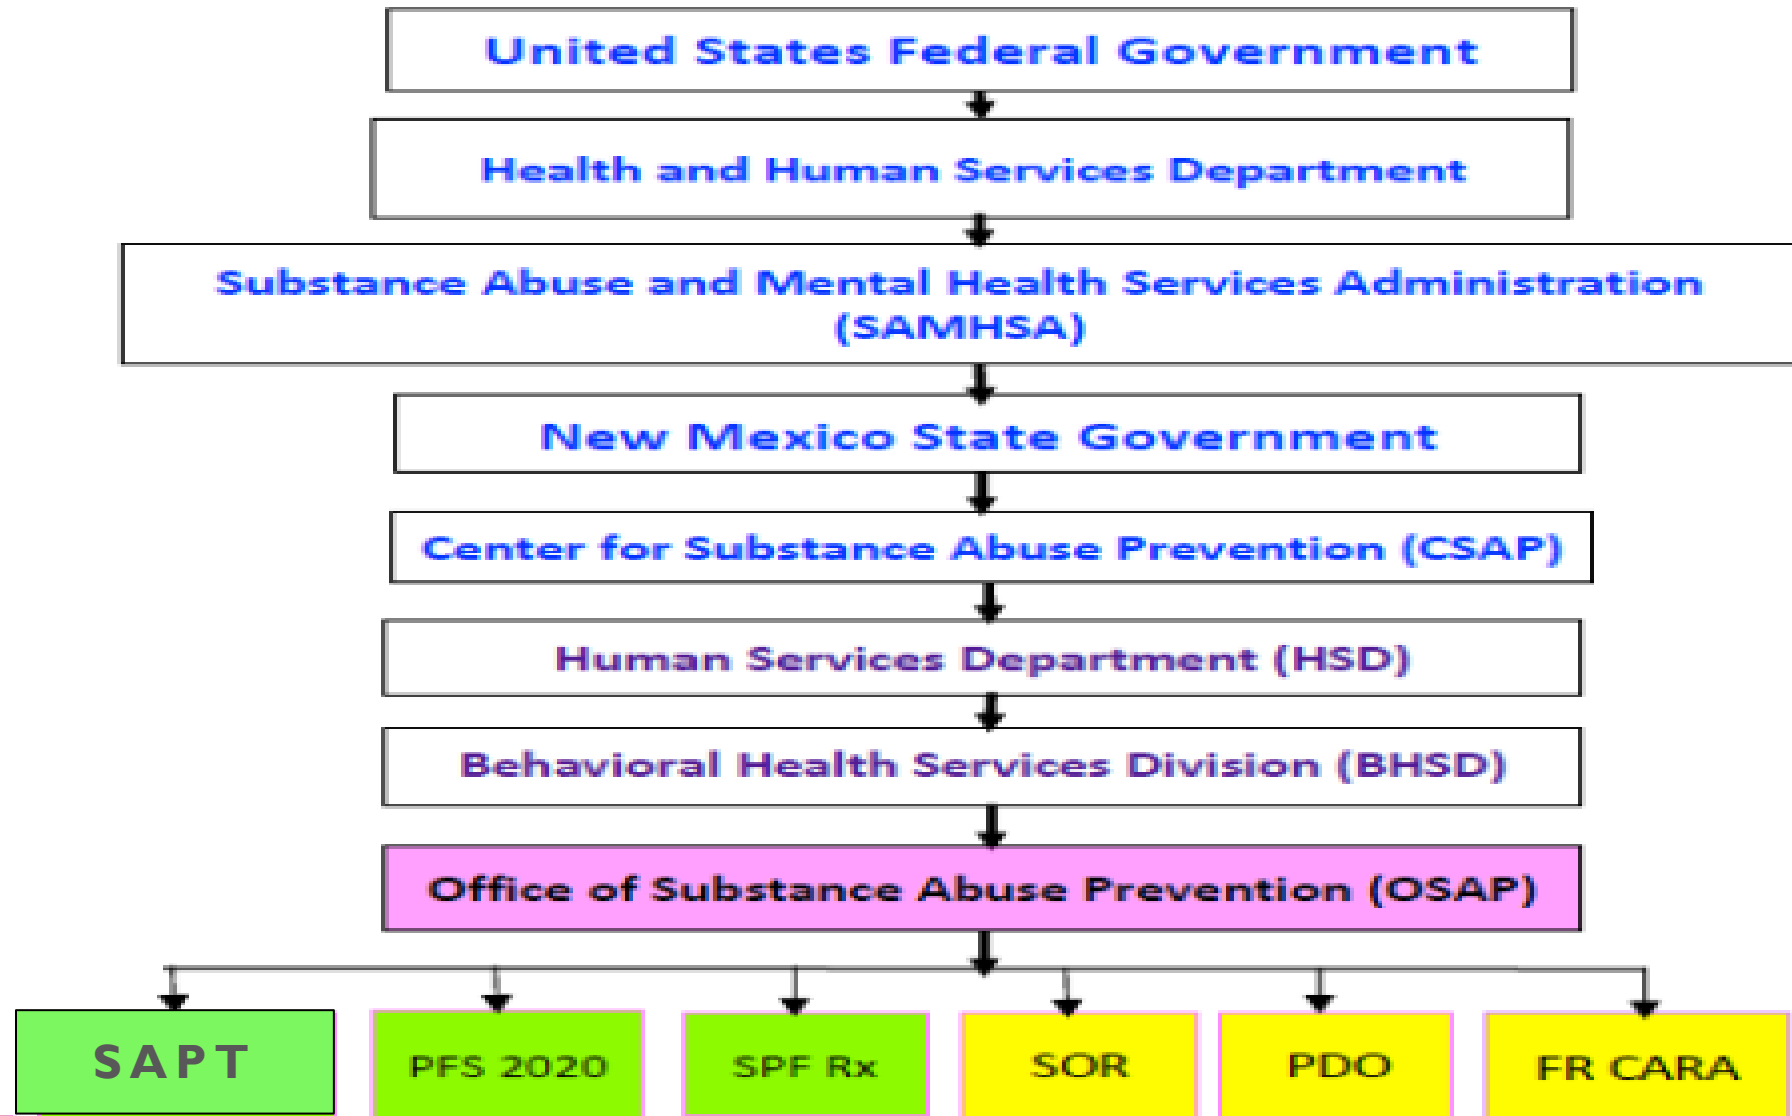 United States Federal Government
Health and Human Services Department
Substance Abuse and Mental Health Services Administration
(SAMHSA)
New Mexico State Government
Center for Substance Abuse Prevention (CSAP)
Human Services Department (HSD)
Behavioral Health Services Division (BHSD)
Office of Substance Abuse Prevention (OSAP)
SAPT
PFS 2020
SPF Rx
SOR
PDO
FR CARA